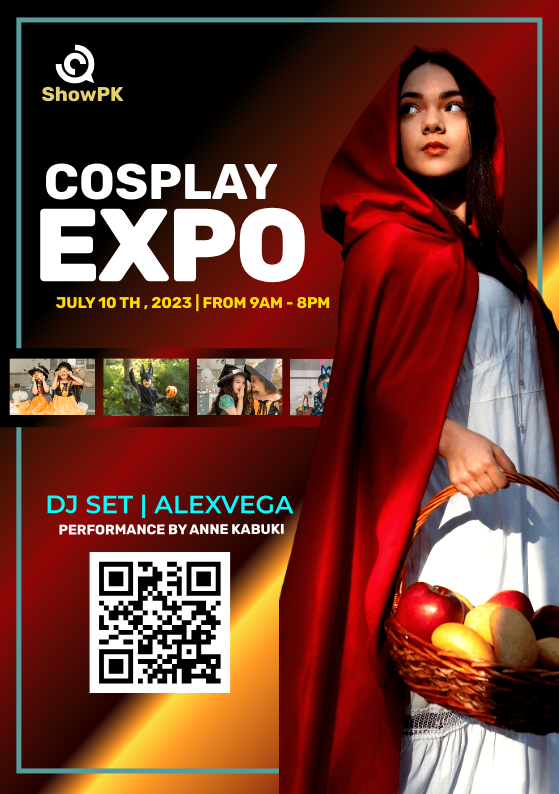 ShowPK
COSPLAY
EXPO
JULY 10 TH , 2023 | FROM 9AM - 8PM
DJ SET | ALEXVEGA
PERFORMANCE BY ANNE KABUKI